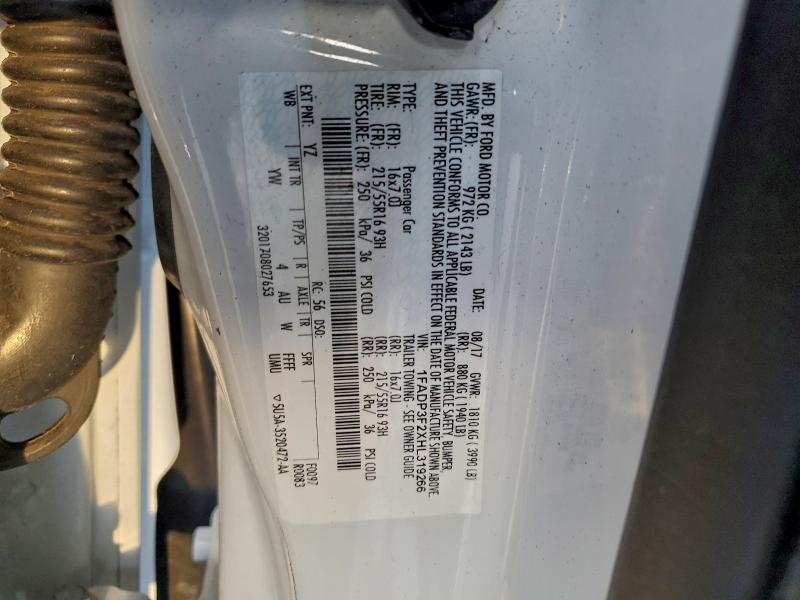 MFD. BY FORD MOTOR CO.
DATE: 08/17 GVWR: 1810 KG ( 3990 LB)
GAWR: (FR): 972 KG ( 2143 LB) (RR): 880 KG ( 1940 LB)
THIS VEHICLE CONFORMS TO ALL APPLICABLE FEDERAL MOTOR VEHICLE SAFETY BUMPER
AND THEFT PREVENTION STANDARDS IN EFFECT ON THE DATE OF MANUFACTURE SHOWN ABOVE.
VIN: 1FADP3F2XHL319266
TYPE: Passenger Car TRAILER TOWING - SEE OWNER GUIDE
RIM: (FR): 16x7.0J (RR): 16x7.0J
TIRE: (FR): 215/55R16 93H (RR): 215/55R16 93H
PRESSURE: (FR): 250 kPa/ 36 PSI COLD (RR): 250 kPa/ 36 PSI COLD
EXT PNT: YZ RC: 56 DSO: F0097
R0083
WB INT TR TP/PS R AXLE TR SPR
YW 4 AU W FFFF
UMU
320170802765​3 5U5A-3520472-AA